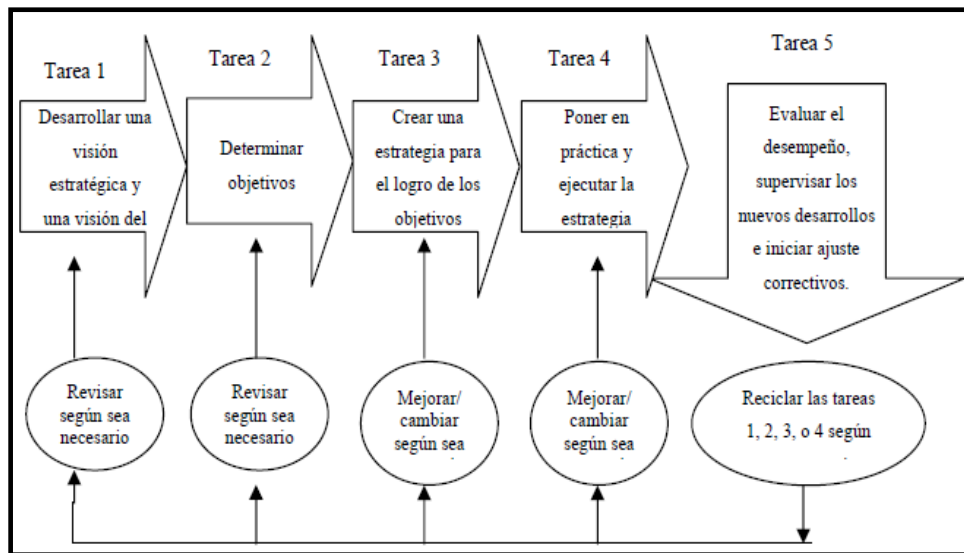 Tarea 1
Desarrollar una
visión
estratégica y
una visión del
Tarea 2
Determinar
objetivos
Tarea 3
Crear una
estrategia para
el logro de los
objetivos
Tarea 4
Poner en
práctica y
ejecutar la
estrategia
Tarea 5
Evaluar el
desempeño,
supervisar los
nuevos desarrollos
e iniciar ajuste
correctivos.
Revisar
según sea
necesario
Revisar
según sea
necesario
Mejorar/
cambiar
según sea
Mejorar/
cambiar
según sea
Reciclar las tareas
1, 2, 3, o 4 según